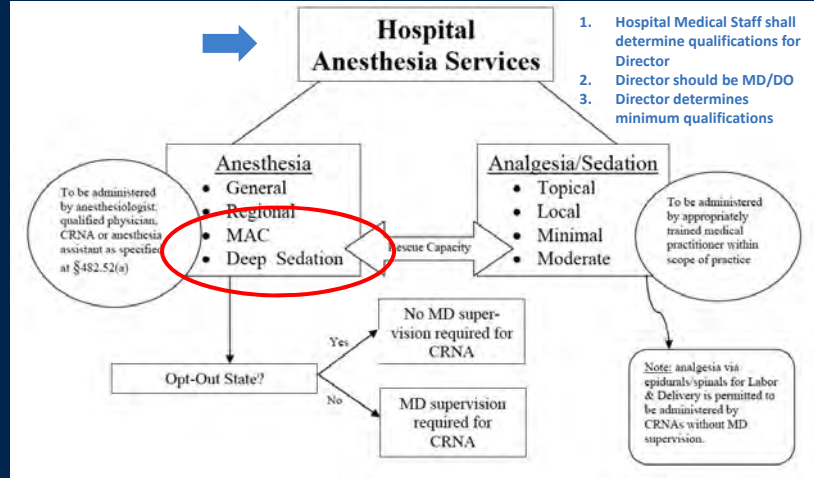 Hospital
Anesthesia Services
1. Hospital Medical Staff shall
determine qualifications for
Director
2. Director should be MD/DO
3. Director determines
minimum qualifications
To be administered
by anesthesiologist,
qualified physician,
CRNA or anesthesia
assistant as specified
at §482.52(a)
Anesthesia
• General
• Regional
• MAC
• Deep Sedation
Rescue Capacity
Analgesia/Sedation
• Topical
• Local
• Minimal
• Moderate
To be administered
by appropriately
trained medical
practitioner within
scope of practice
Opt-Out State?
Yes
No MD super-
vision required for
CRNA
No
MD supervision
required for
CRNA
Note: analgesia via
epidurals/spinals for Labor
& Delivery is permitted to
be administered by
CRNAs without MD
supervision.